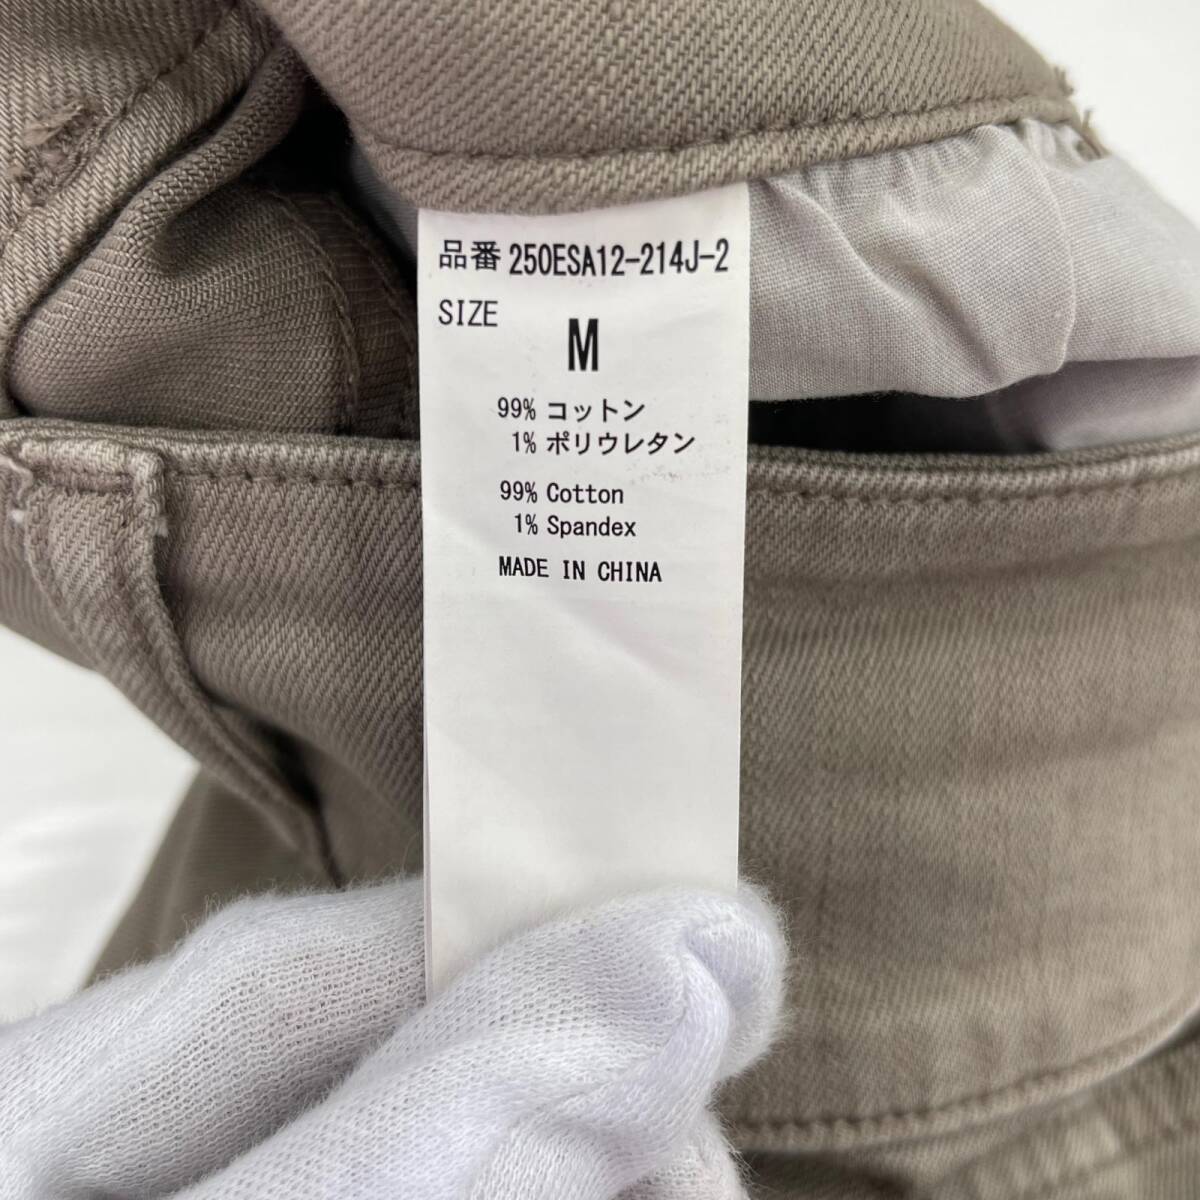 品番 250ESA12-214J-2
SIZE
M
99% コットン
1% ポリウレタン
99% Cotton
1% Spandex
MADE IN CHINA